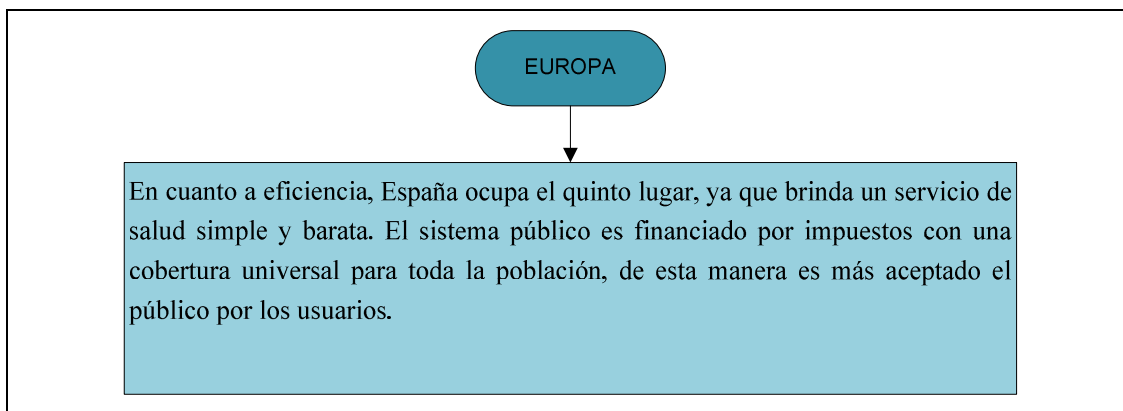 EUROPA
En cuanto a eficiencia, España ocupa el quinto lugar, ya que brinda un servicio de
salud simple y barata. El sistema público es financiado por impuestos con una
cobertura universal para toda la población, de esta manera es más aceptado el
público por los usuarios.